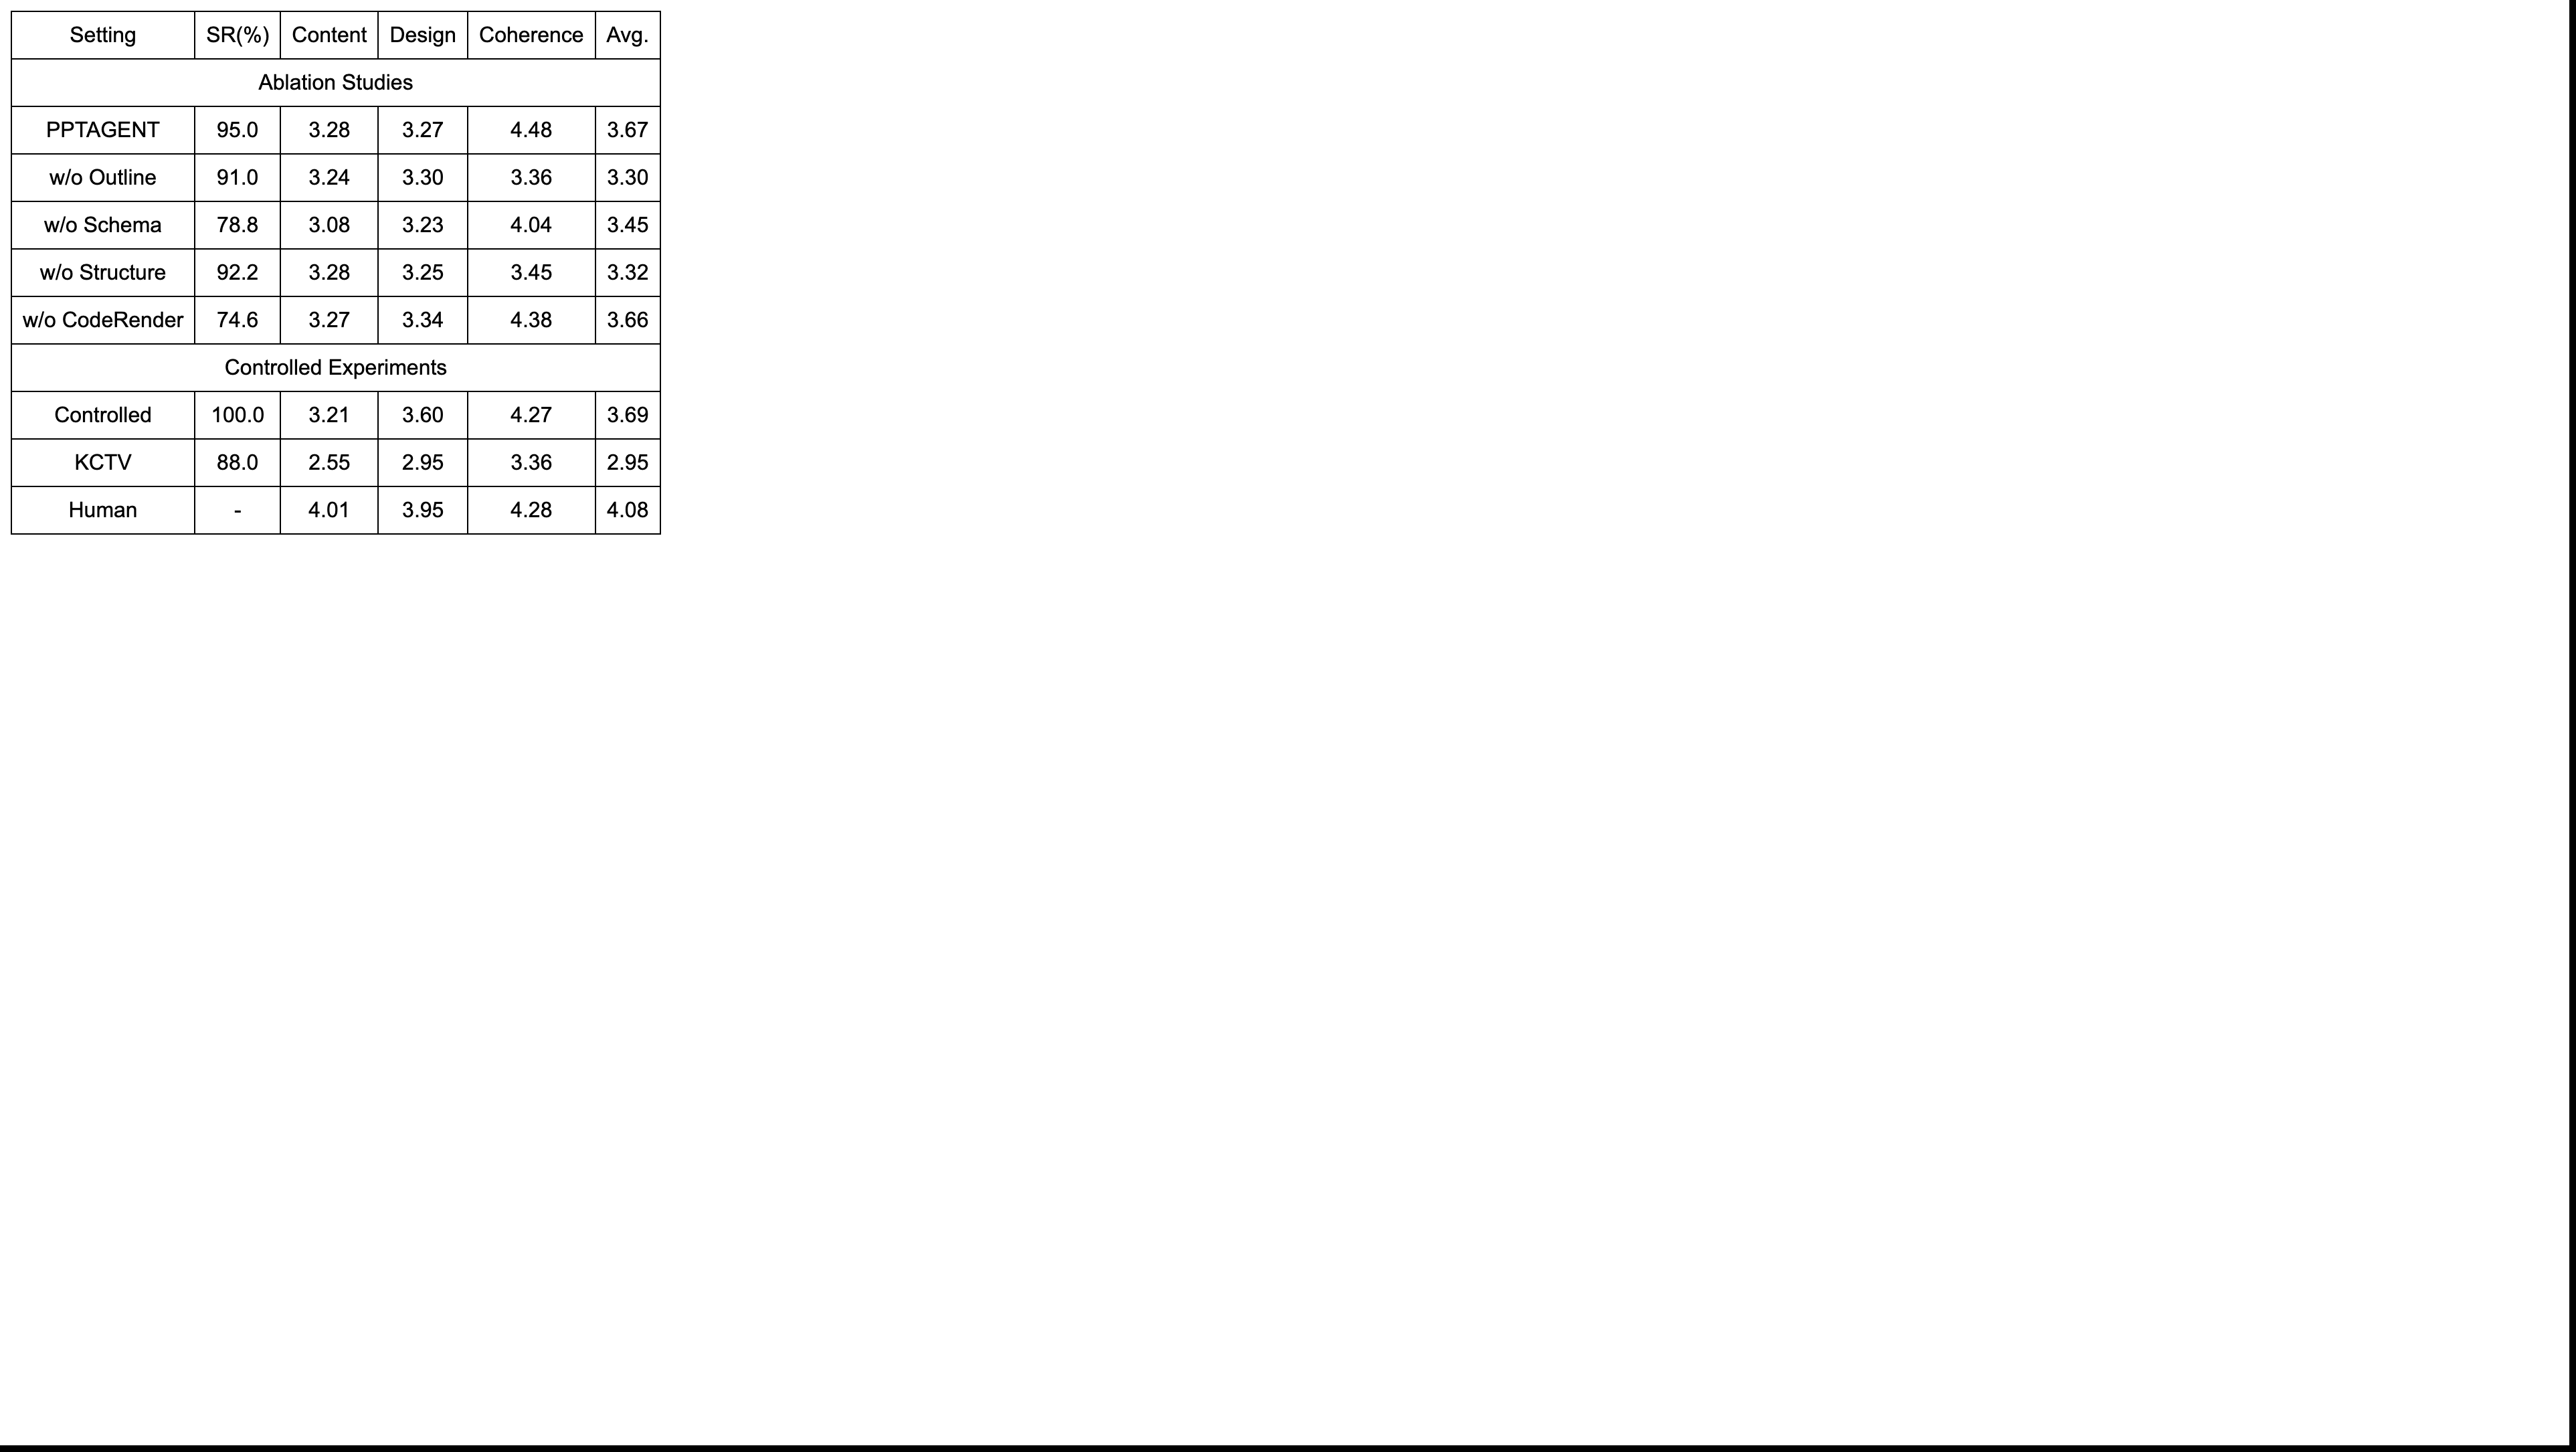 Setting SR(%) Content Design Coherence Avg.
Ablation Studies
PPTAGENT 95.0 3.28 3.27 4.48 3.67
w/o Outline 91.0 3.24 3.30 3.36 3.30
w/o Schema 78.8 3.08 3.23 4.04 3.45
w/o Structure 92.2 3.28 3.25 3.45 3.32
w/o CodeRender 74.6 3.27 3.34 4.38 3.66
Controlled Experiments
Controlled 100.0 3.21 3.60 4.27 3.69
KCTV 88.0 2.55 2.95 3.36 2.95
Human - 4.01 3.95 4.28 4.08